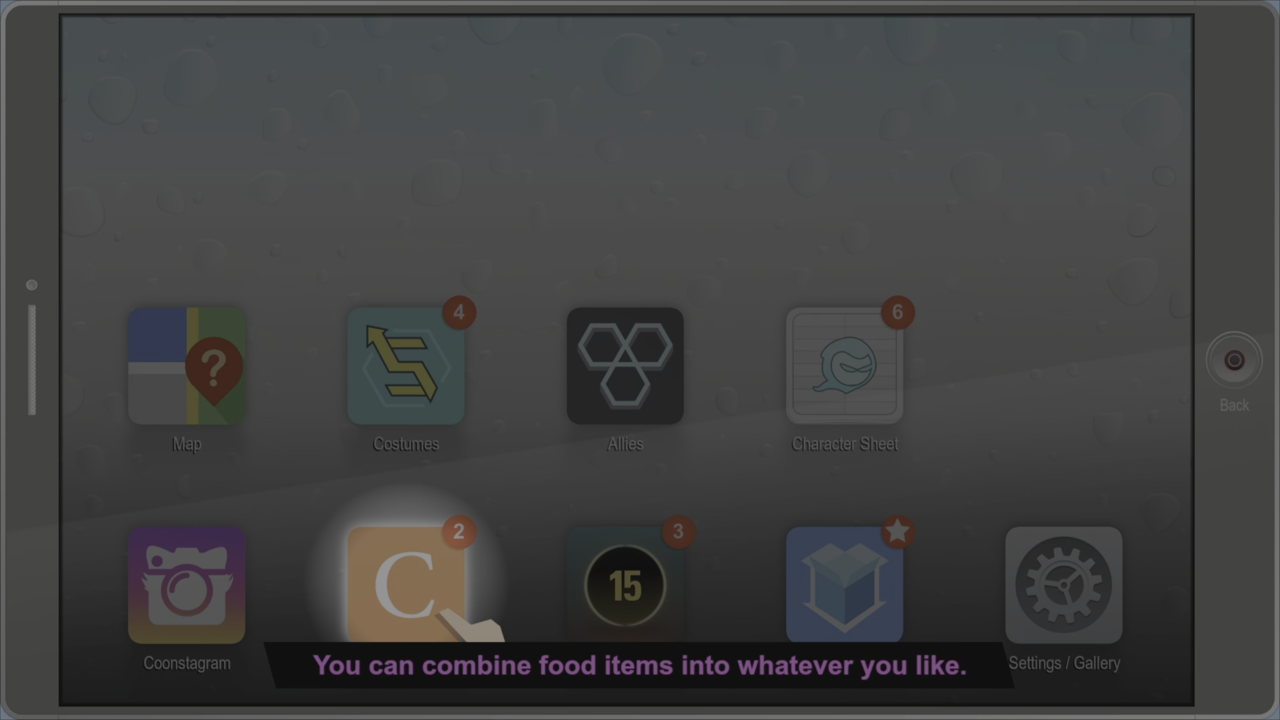 4
6
?
Map
Costumes
Allies
Character Sheet
Back
2
3
C
15
Coonstagram
Settings / Gallery
You can combine food items into whatever you like.